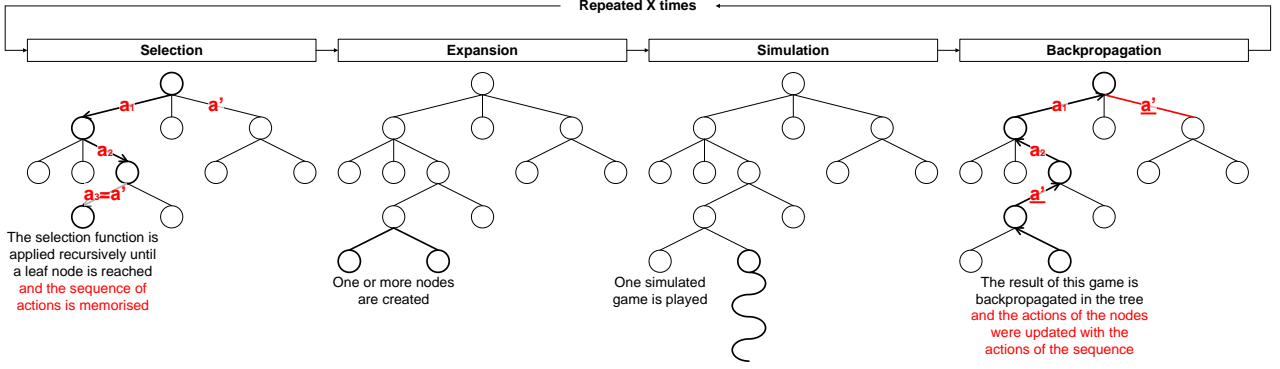 Repeated X times
Selection
Expansion
Simulation
Backpropagation
a₁
a'
a₂
a₃=a'
The selection function is
applied recursively until
a leaf node is reached
and the sequence of
actions is memorised
One or more nodes
are created
One simulated
game is played
a₁
a'
a₂
a'
The result of this game is
backpropagated in the tree
and the actions of the nodes
were updated with the
actions of the sequence